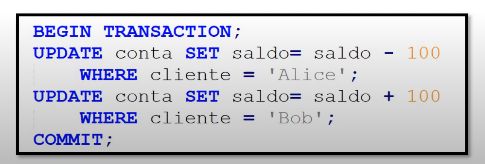 BEGIN TRANSACTION;
UPDATE conta SET saldo= saldo - 100
WHERE cliente = 'Alice';
UPDATE conta SET saldo= saldo + 100
WHERE cliente = 'Bob';
COMMIT;